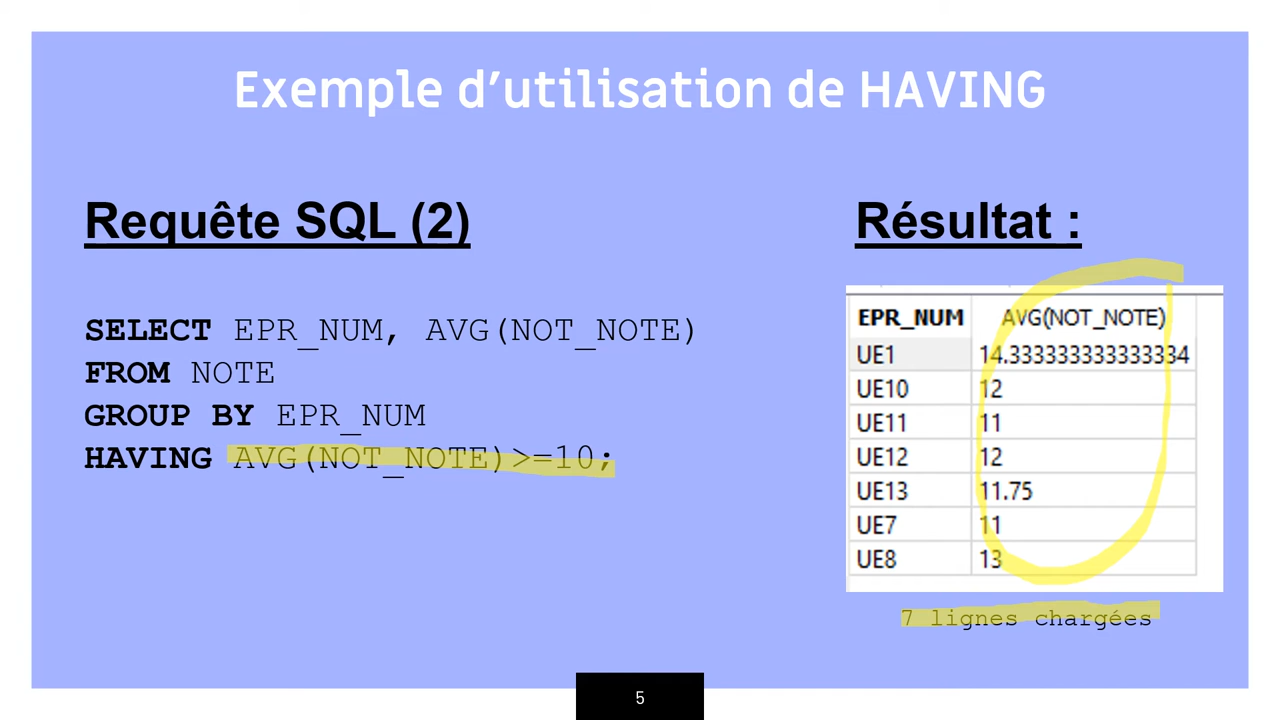 Exemple d’utilisation de HAVING
Requête SQL (2)
SELECT EPR_NUM, AVG(NOT_NOTE)
FROM NOTE
GROUP BY EPR_NUM
HAVING AVG(NOT_NOTE)>=10;
Résultat :
EPR_NUM AVG(NOT_NOTE)
UE1 14.333333333333334
UE10 12
UE11 11
UE12 12
UE13 11.75
UE7 11
UE8 13
7 lignes chargées
5